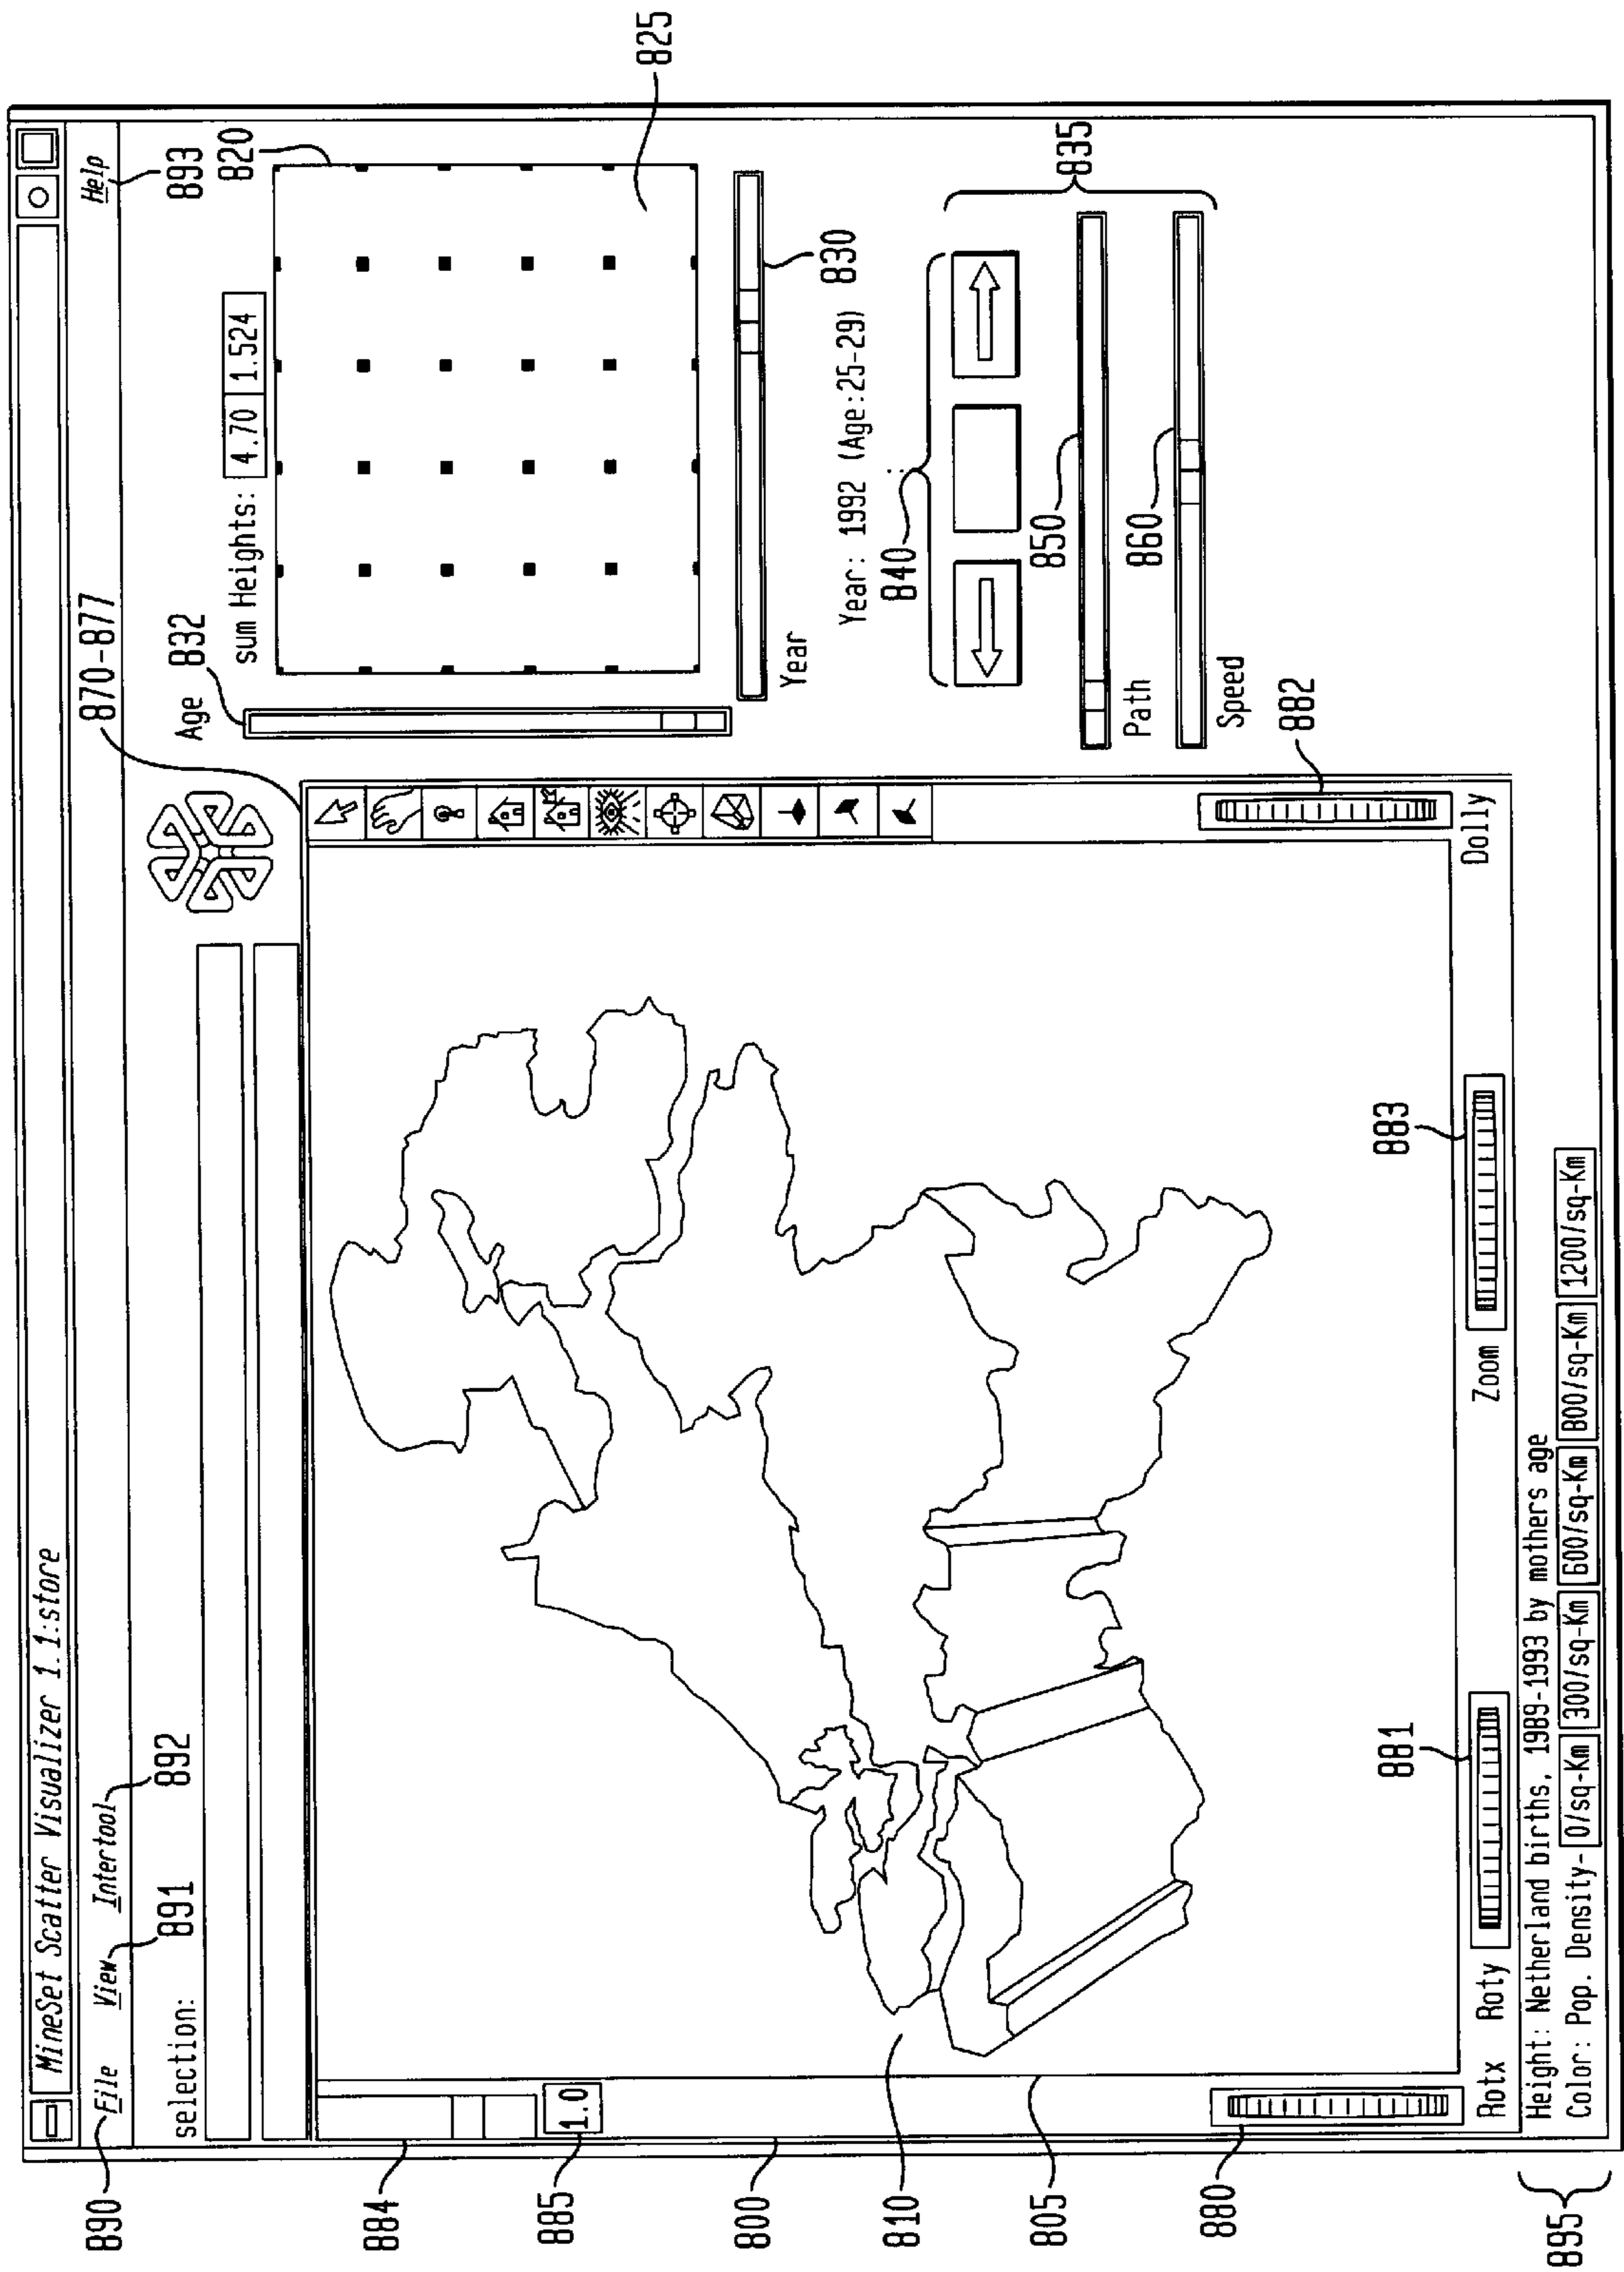 MineSet Scatter Visualizer 1.1:store
890
File View Intertool Help
891
892
893
selection:
870-877
Age
832
sum Heights: 4.70 1.524
820
825
Year
830
Year: 1992 (Age:25-29)
840
835
850
Path
860
Speed
884
1.0
885
800
810
805
880
881
883
882
Rotx Roty Zoom Dolly
Height: Netherland births, 1989-1993 by mothers age
Color: Pop. Density- 0/sq-Km 300/sq-Km 600/sq-Km 800/sq-Km 1200/sq-Km
895